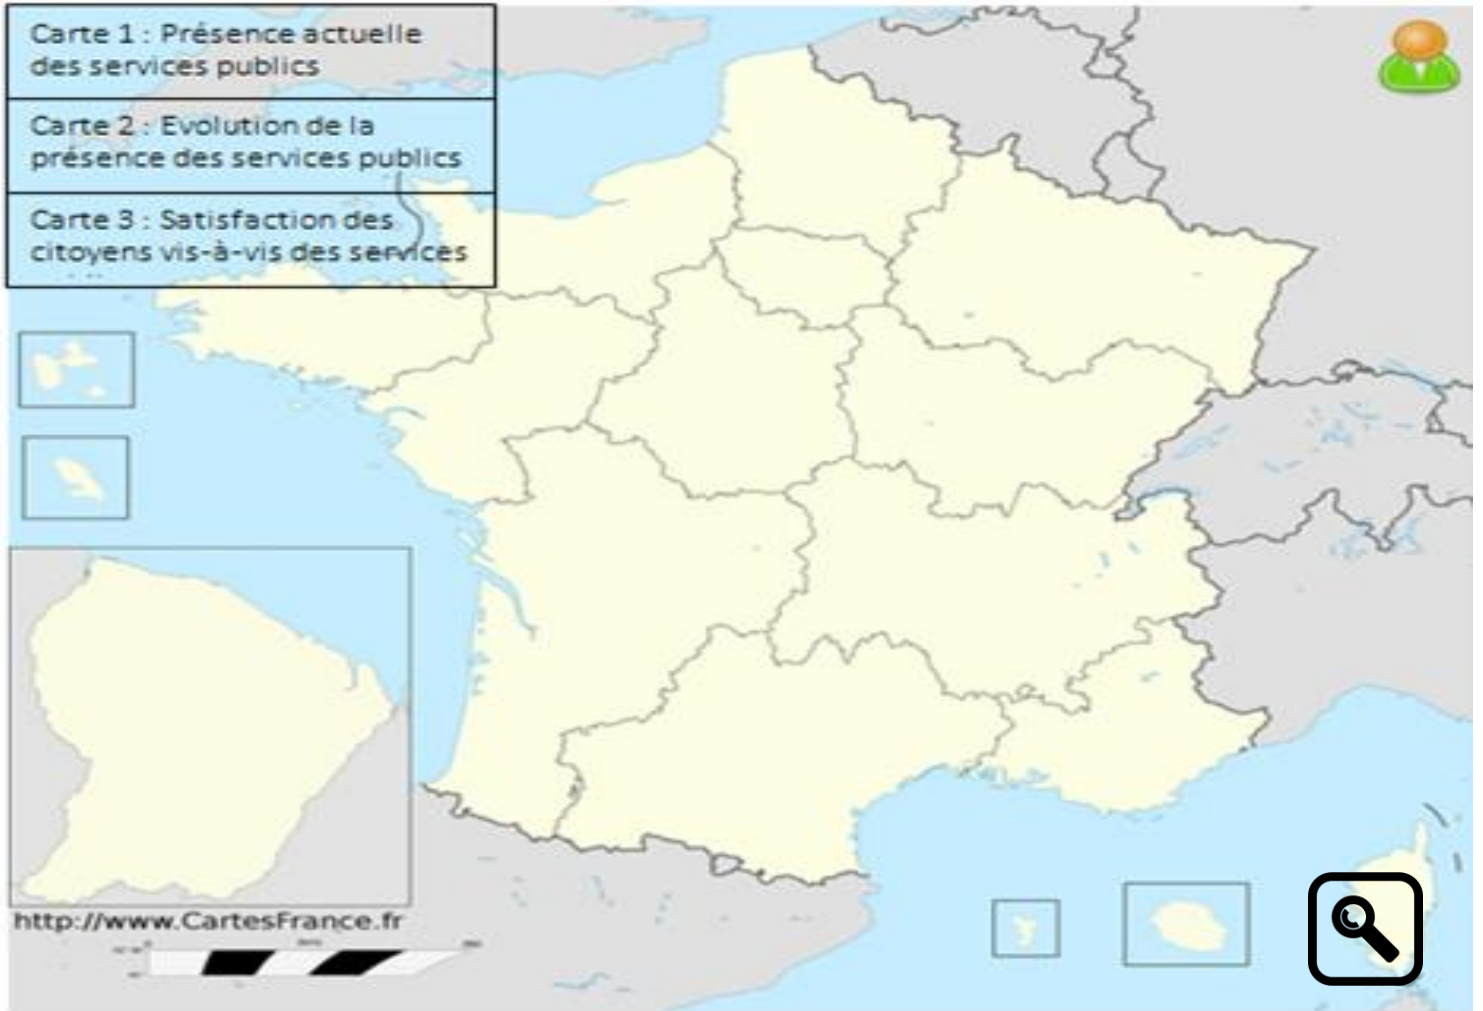 Carte 1 : Présence actuelle
des services publics
Carte 2 : Evolution de la
présence des services publics
Carte 3 : Satisfaction des
citoyens vis-à-vis des services
http://www.CartesFrance.fr